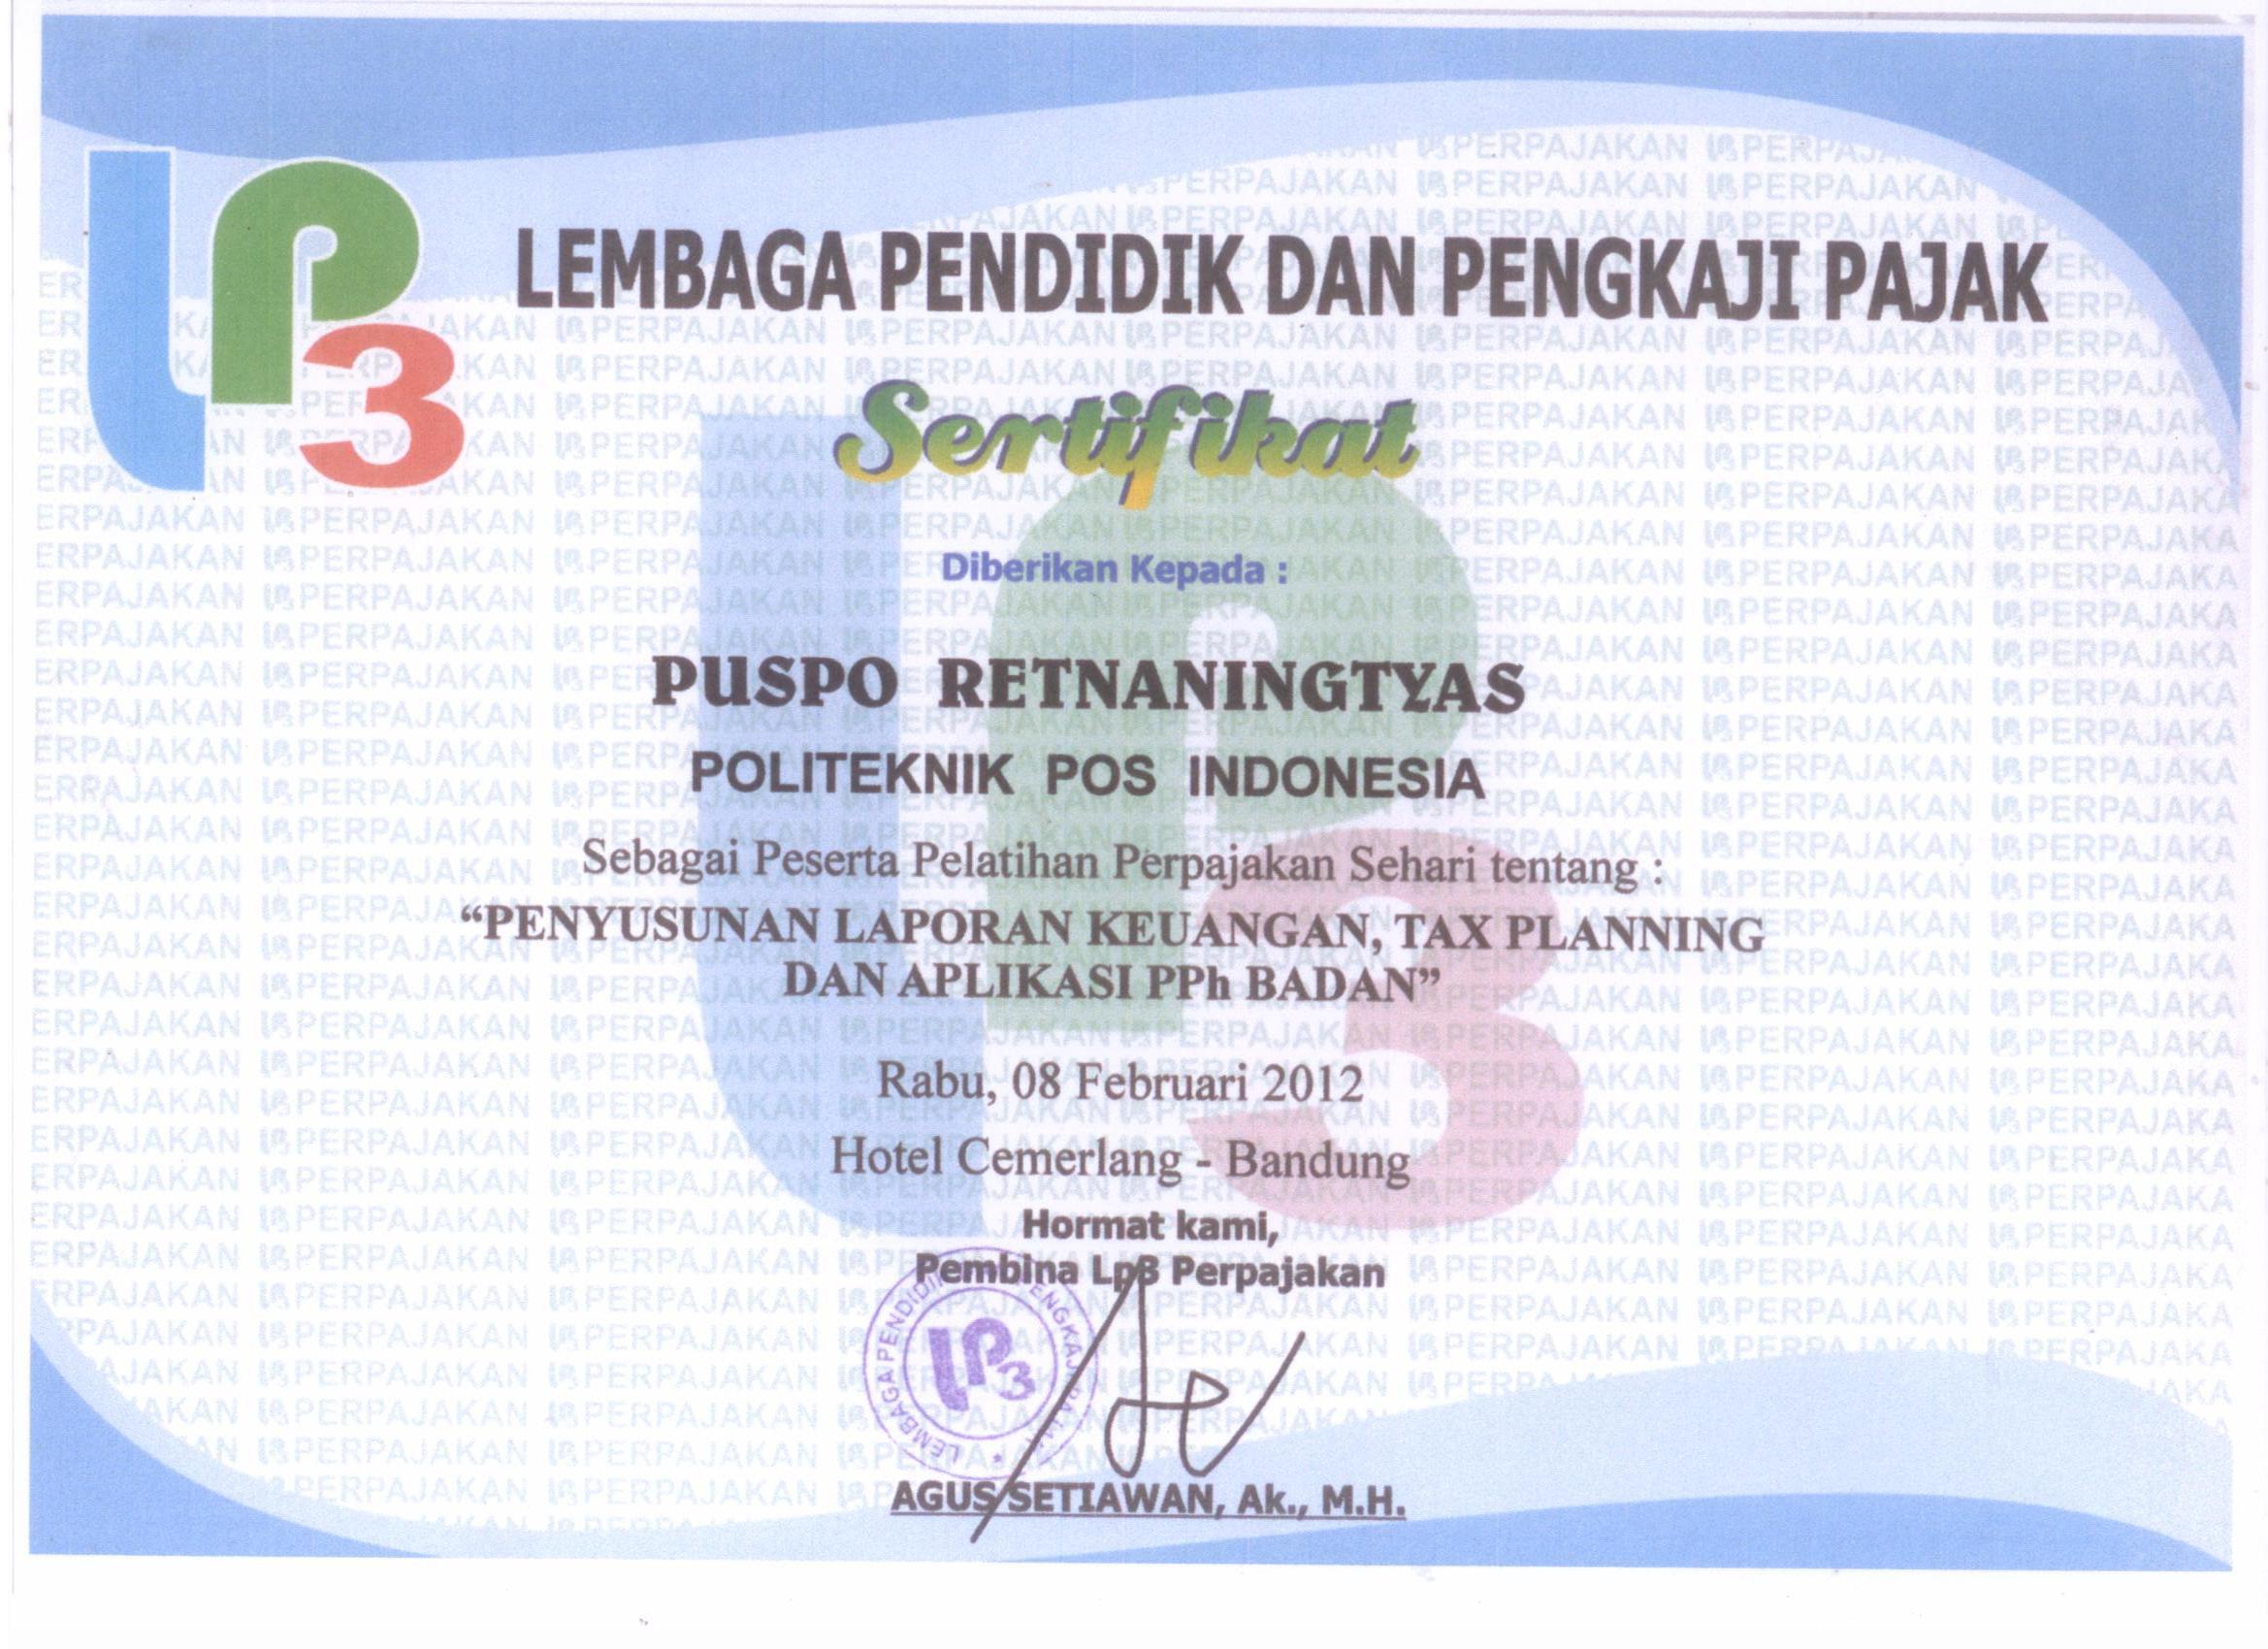 LP3
LEMBAGA PENDIDIK DAN PENGKAJI PAJAK
Sertifikat
Diberikan Kepada :
PUSPO RETNANINGTYAS
POLITEKNIK POS INDONESIA
Sebagai Peserta Pelatihan Perpajakan Sehari tentang :
“PENYUSUNAN LAPORAN KEUANGAN, TAX PLANNING
DAN APLIKASI PPh BADAN”
Rabu, 08 Februari 2012
Hotel Cemerlang - Bandung
Hormat kami,
Pembina Lp3 Perpajakan
LEMBAGA PENDIDIK
LP3
AGUS SETIAWAN, Ak., M.H.